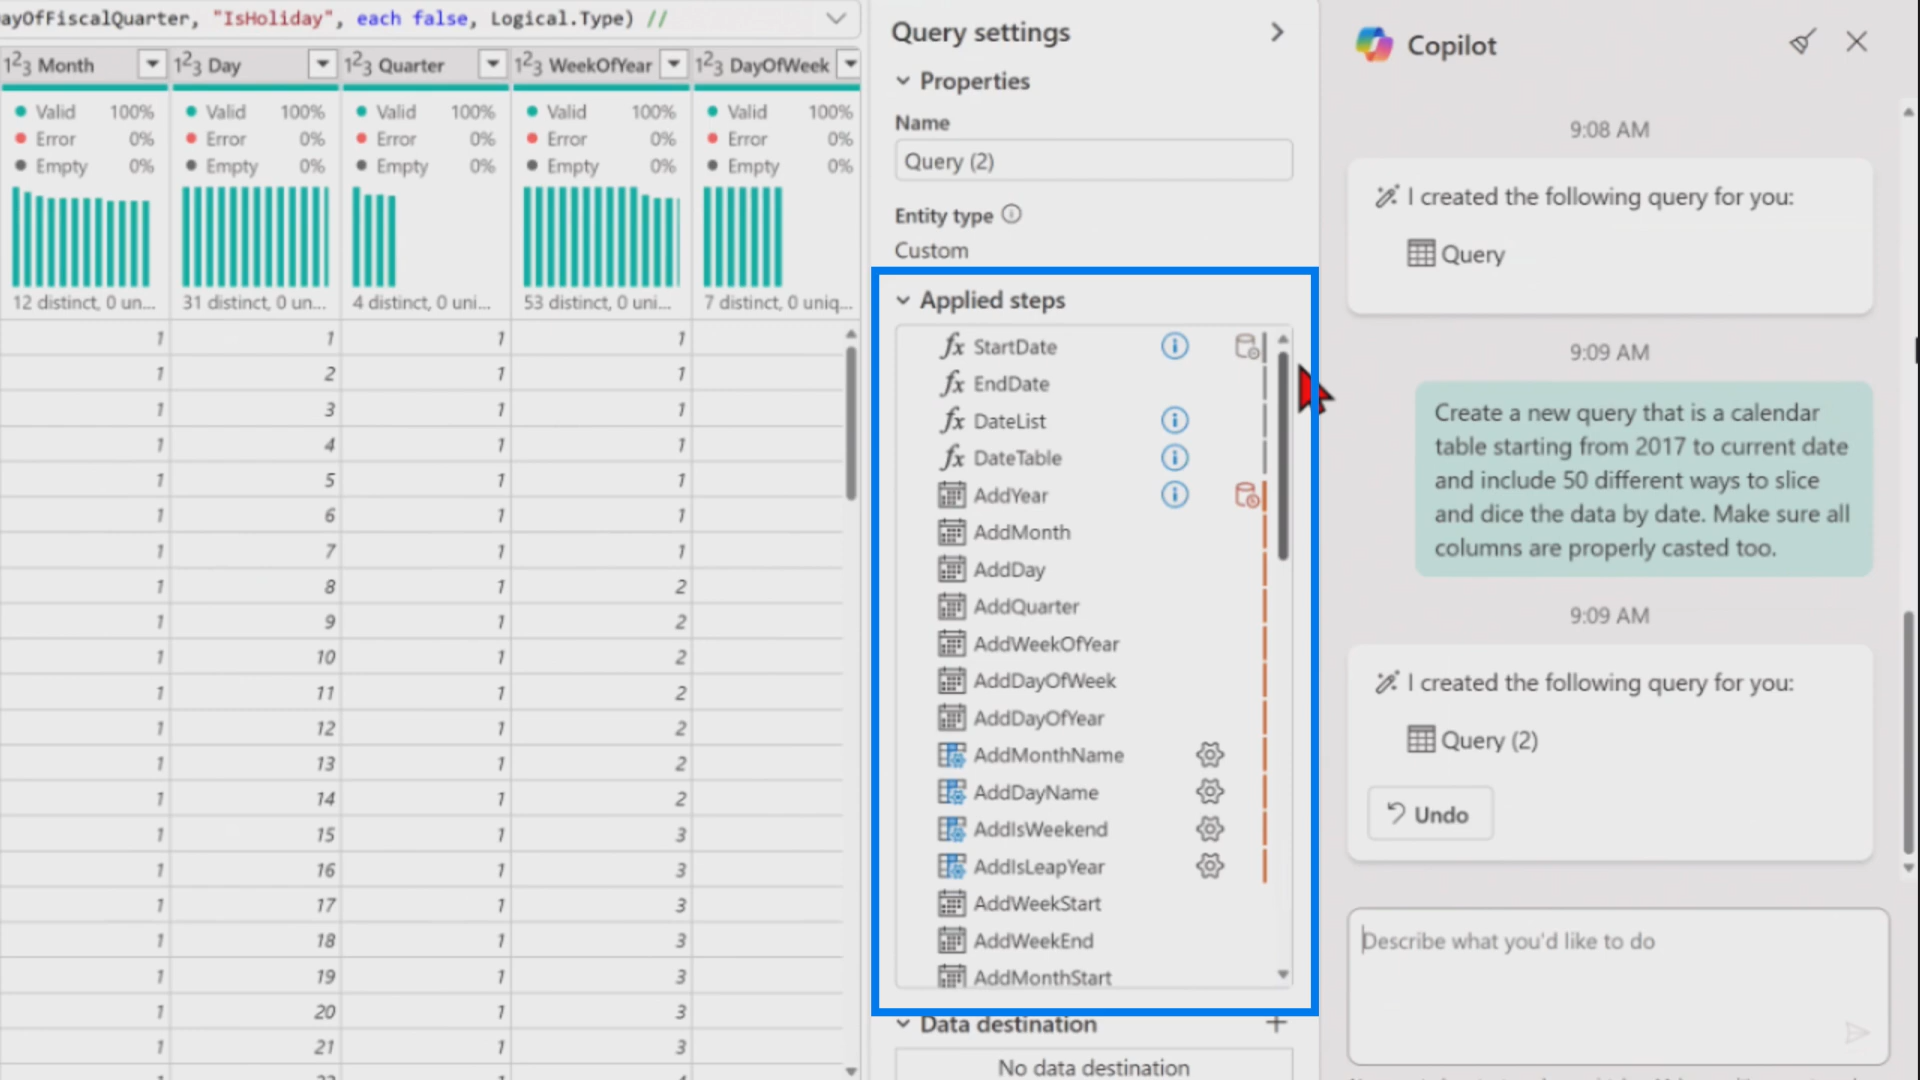 ayOfFiscalQuarter, "IsHoliday", each false, Logical.Type) //
1²3 Month
1²3 Day
1²3 Quarter
1²3 WeekOfYear
1²3 DayOfWeek
Valid 100%
Error 0%
Empty 0%
12 distinct, 0 un...
Valid 100%
Error 0%
Empty 0%
31 distinct, 0 un...
Valid 100%
Error 0%
Empty 0%
4 distinct, 0 uni...
Valid 100%
Error 0%
Empty 0%
53 distinct, 0 uni...
Valid 100%
Error 0%
Empty 0%
7 distinct, 0 uniq...
1 1 1 1
1 2 1 1
1 3 1 1
1 4 1 1
1 5 1 1
1 6 1 1
1 7 1 1
1 8 1 2
1 9 1 2
1 10 1 2
1 11 1 2
1 12 1 2
1 13 1 2
1 14 1 2
1 15 1 3
1 16 1 3
1 17 1 3
1 18 1 3
1 19 1 3
1 20 1 3
1 21 1 3
Query settings
Properties
Name
Query (2)
Entity type
Custom
Applied steps
fx StartDate
fx EndDate
fx DateList
fx DateTable
AddYear
AddMonth
AddDay
AddQuarter
AddWeekOfYear
AddDayOfWeek
AddDayOfYear
AddMonthName
AddDayName
AddIsWeekend
AddIsLeapYear
AddWeekStart
AddWeekEnd
AddMonthStart
Data destination
No data destination
Copilot
9:08 AM
I created the following query for you:
Query
9:09 AM
Create a new query that is a calendar
table starting from 2017 to current date
and include 50 different ways to slice
and dice the data by date. Make sure all
columns are properly casted too.
9:09 AM
I created the following query for you:
Query (2)
Undo
Describe what you'd like to do